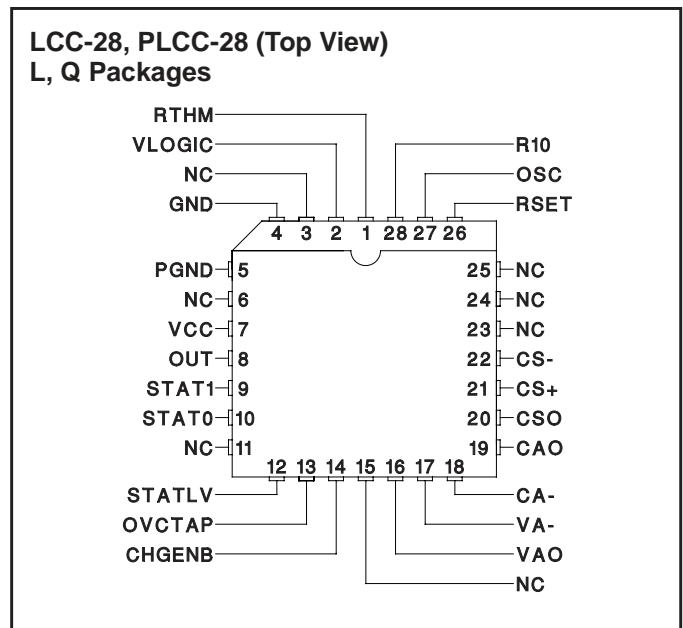 LCC-28, PLCC-28 (Top View)
L, Q Packages
RTHM
VLOGIC
R10
NC
OSC
GND
RSET
4 3 2 1 28 27 26
PGND 5 25 NC
NC 6 24 NC
VCC 7 23 NC
OUT 8 22 CS-
STAT1 9 21 CS+
STAT0 10 20 CSO
NC 11 19 CAO
12 13 14 15 16 17 18
STATLV CA-
OVCTAP VA-
CHGENB VAO
NC